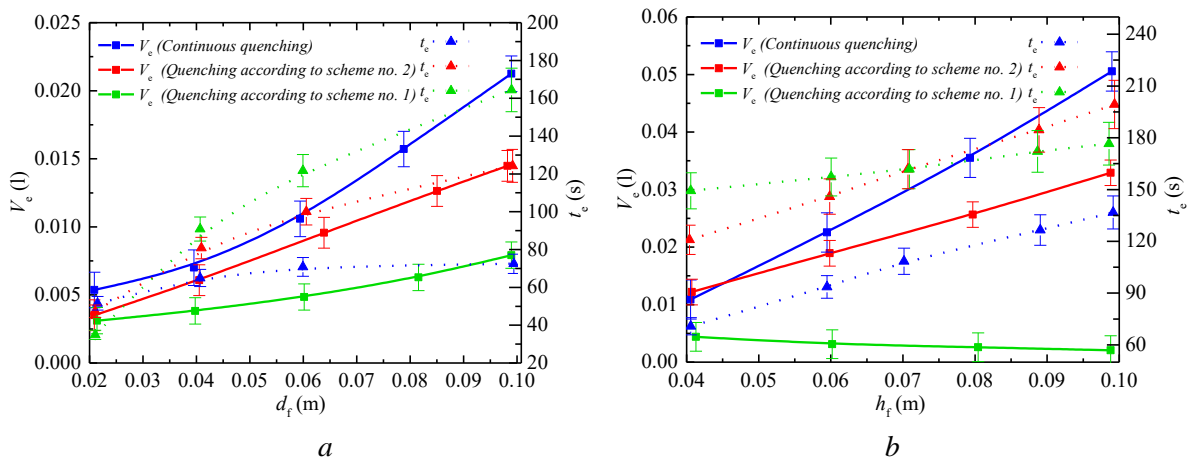 V_e (Continuous quenching) t_e
V_e (Quenching according to scheme no. 2) t_e
V_e (Quenching according to scheme no. 1) t_e
0.025
0.020
0.015
0.010
0.005
0.000
V_e (l)
200
180
160
140
120
100
80
60
40
20
t_e (s)
0.02 0.03 0.04 0.05 0.06 0.07 0.08 0.09 0.10
d_f (m)
a
V_e (Continuous quenching) t_e
V_e (Quenching according to scheme no. 2) t_e
V_e (Quenching according to scheme no. 1) t_e
0.06
0.05
0.04
0.03
0.02
0.01
0.00
V_e (l)
240
210
180
150
120
90
60
t_e (s)
0.04 0.05 0.06 0.07 0.08 0.09 0.10
h_f (m)
b